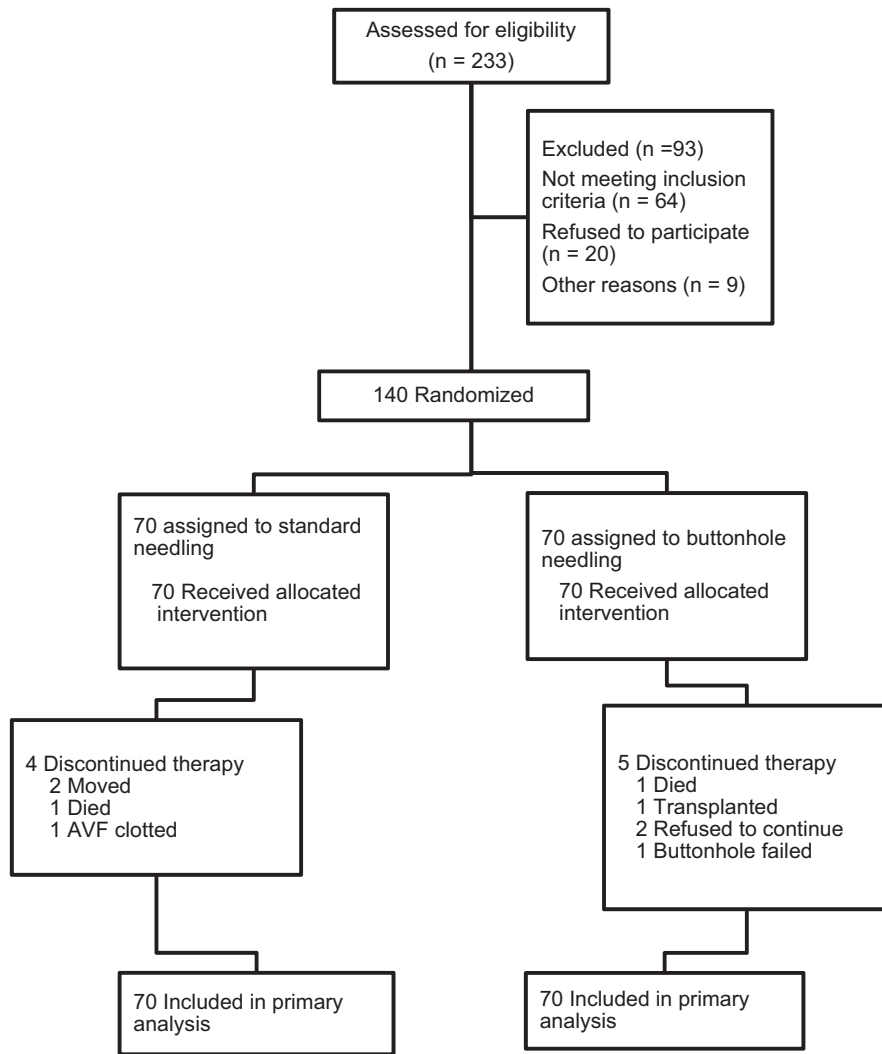 Assessed for eligibility
(n = 233)
Excluded (n =93)
Not meeting inclusion
criteria (n = 64)
Refused to participate
(n = 20)
Other reasons (n = 9)
140 Randomized
70 assigned to standard
needling
70 Received allocated
intervention
70 assigned to buttonhole
needling
70 Received allocated
intervention
4 Discontinued therapy
2 Moved
1 Died
1 AVF clotted
5 Discontinued therapy
1 Died
1 Transplanted
2 Refused to continue
1 Buttonhole failed
70 Included in primary
analysis
70 Included in primary
analysis